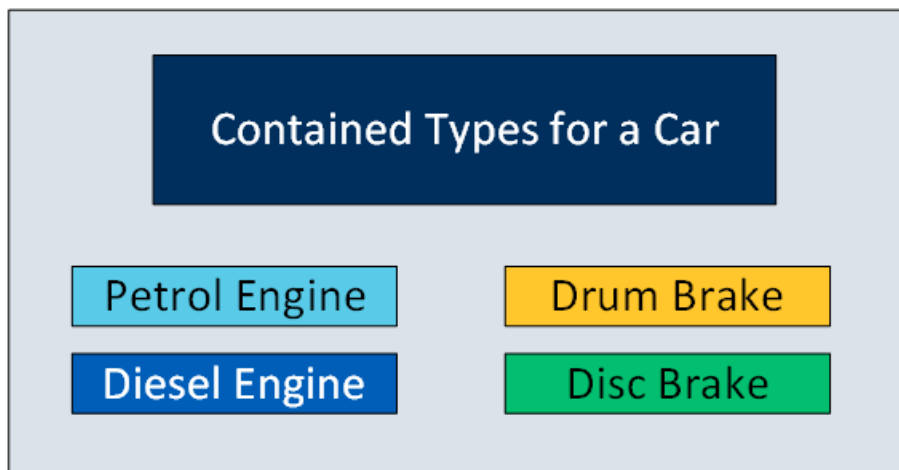 Contained Types for a Car
Petrol Engine
Drum Brake
Diesel Engine
Disc Brake